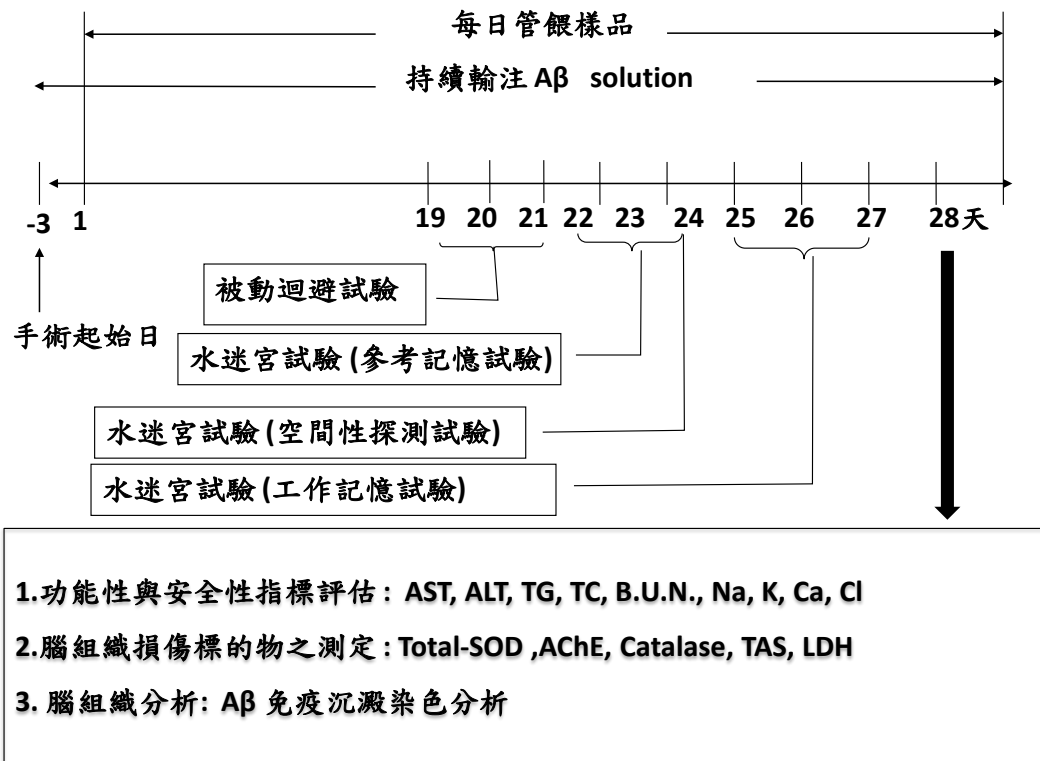 每日管餵樣品
持續輸注 Aβ solution
-3 1 19 20 21 22 23 24 25 26 27 28天
手術起始日
被動迴避試驗
水迷宮試驗 (參考記憶試驗)
水迷宮試驗 (空間性探測試驗)
水迷宮試驗 (工作記憶試驗)
1.功能性與安全性指標評估 : AST, ALT, TG, TC, B.U.N., Na, K, Ca, Cl
2.腦組織損傷標的物之測定 : Total-SOD ,AChE, Catalase, TAS, LDH
3. 腦組織分析: Aβ 免疫沉澱染色分析